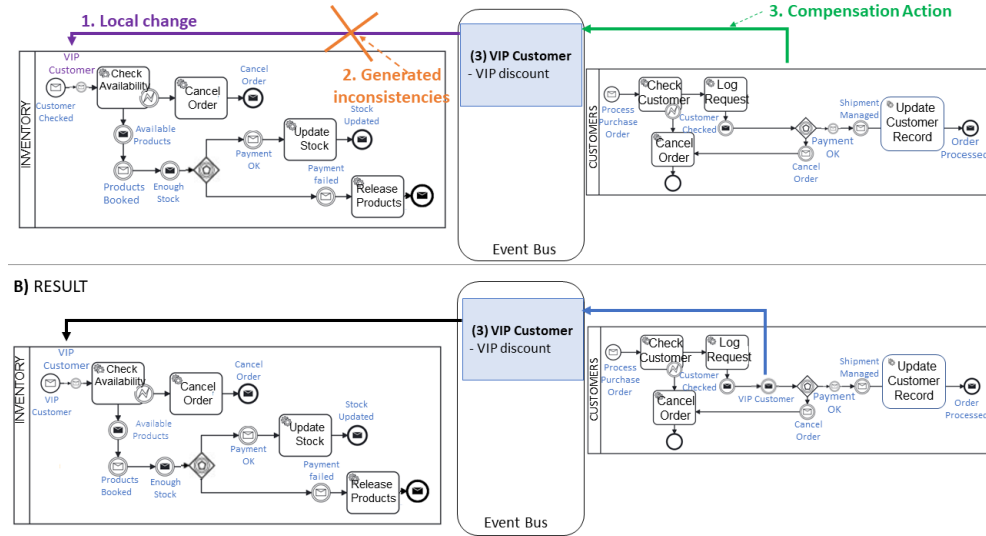 1. Local change
3. Compensation Action
2. Generated
inconsistencies
(3) VIP Customer
- VIP discount
Event Bus
INVENTORY
VIP
Customer
Customer
Checked
Check
Availability
Cancel
Order
Cancel
Order
Available
Products
Products
Booked
Enough
Stock
Payment
OK
Update
Stock
Stock
Updated
Payment
failed
Release
Products
CUSTOMERS
Process
Purchase
Order
Check
Customer
Log
Request
Customer
Checked
Cancel
Order
Payment
OK
Cancel
Order
Shipment
Managed
Update
Customer
Record
Order
Processed
B) RESULT
(3) VIP Customer
- VIP discount
Event Bus
INVENTORY
VIP
Customer
VIP
Customer
Check
Availability
Cancel
Order
Cancel
Order
Available
Products
Products
Booked
Enough
Stock
Payment
OK
Update
Stock
Stock
Updated
Payment
failed
Release
Products
CUSTOMERS
Process
Purchase
Order
Check
Customer
Log
Request
Customer
Checked
VIP Customer
Cancel
Order
Payment
OK
Cancel
Order
Shipment
Managed
Update
Customer
Record
Order
Processed